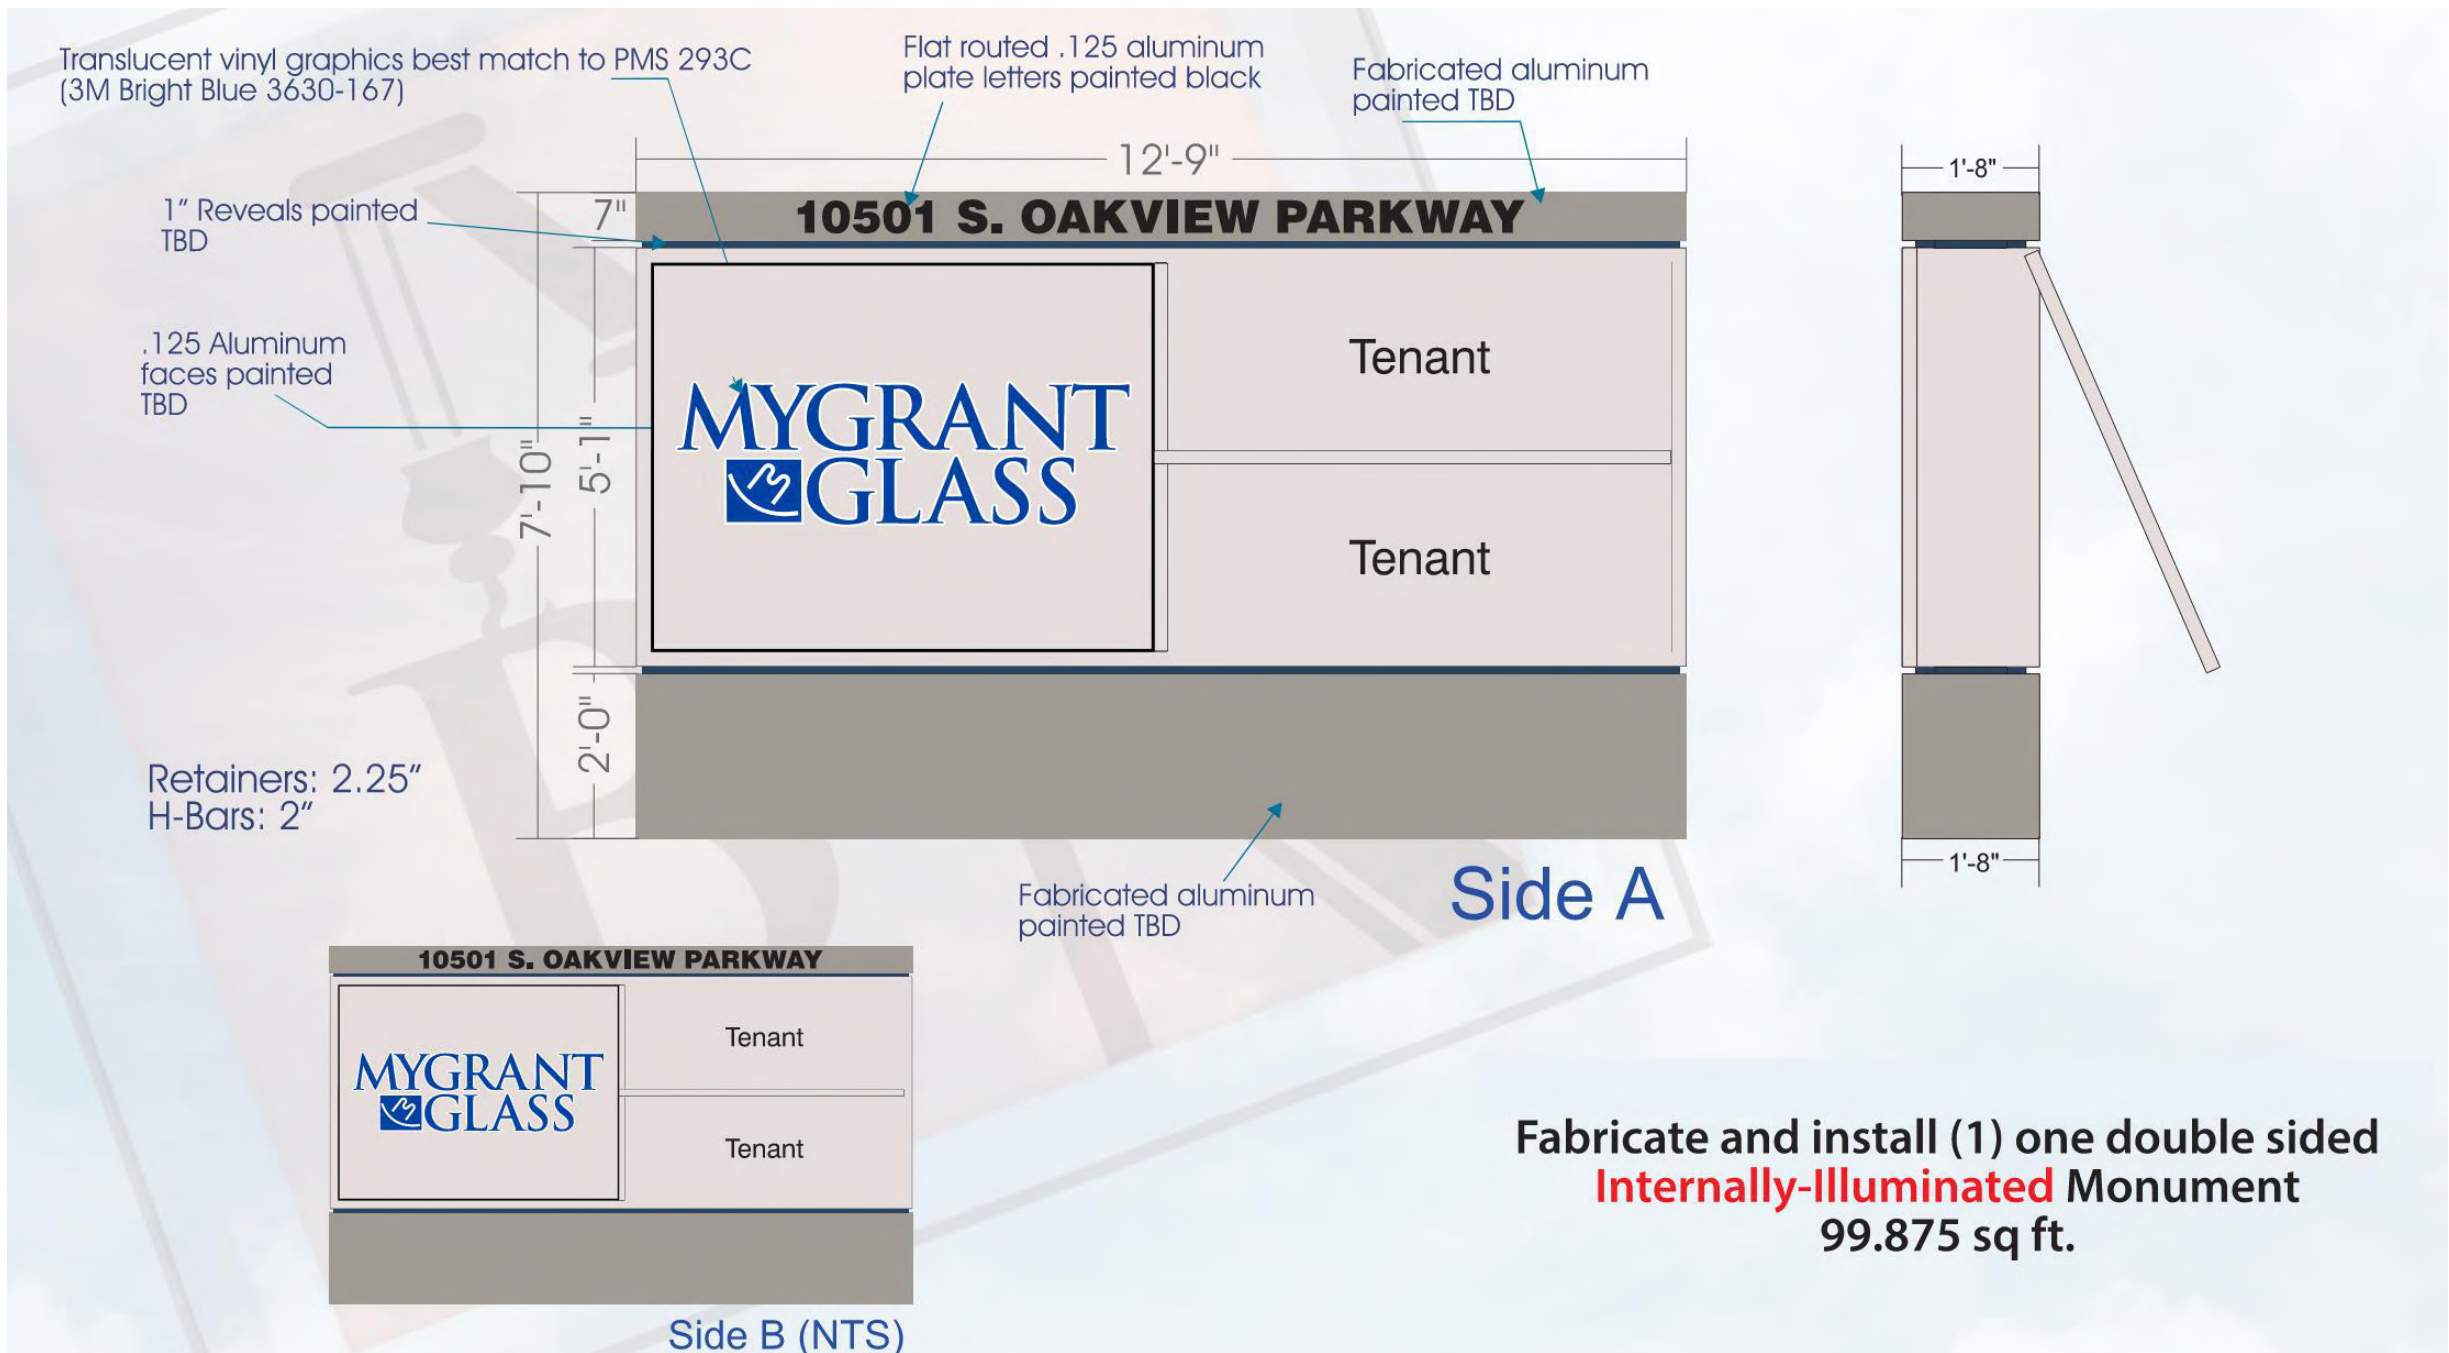 Translucent vinyl graphics best match to PMS 293C
(3M Bright Blue 3630-167)
Flat routed .125 aluminum
plate letters painted black
Fabricated aluminum
painted TBD
12'-9"
1'-8"
1" Reveals painted
TBD
7"
10501 S. OAKVIEW PARKWAY
.125 Aluminum
faces painted
TBD
7'-10"
5'-1"
2'-0"
MYGRANT
GLASS
Tenant
Tenant
Retainers: 2.25"
H-Bars: 2"
Fabricated aluminum
painted TBD
Side A
1'-8"
10501 S. OAKVIEW PARKWAY
MYGRANT
GLASS
Tenant
Tenant
Side B (NTS)
Fabricate and install (1) one double sided
Internally-Illuminated Monument
99.875 sq ft.